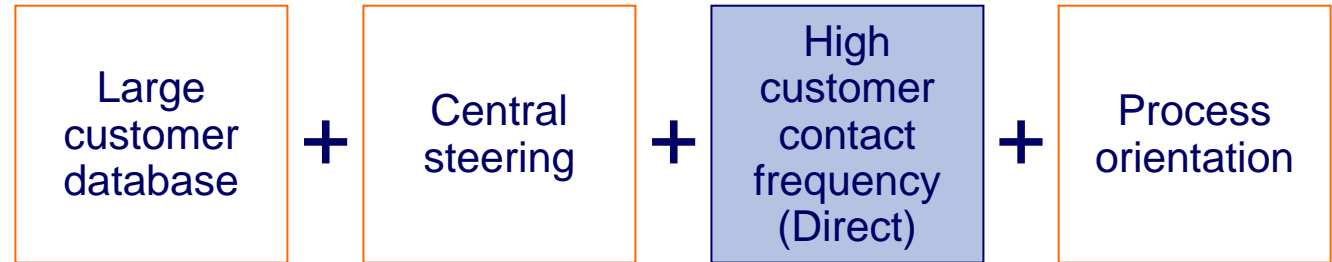 Large
customer
database
+
Central
steering
+
High
customer
contact
frequency
(Direct)
+
Process
orientation